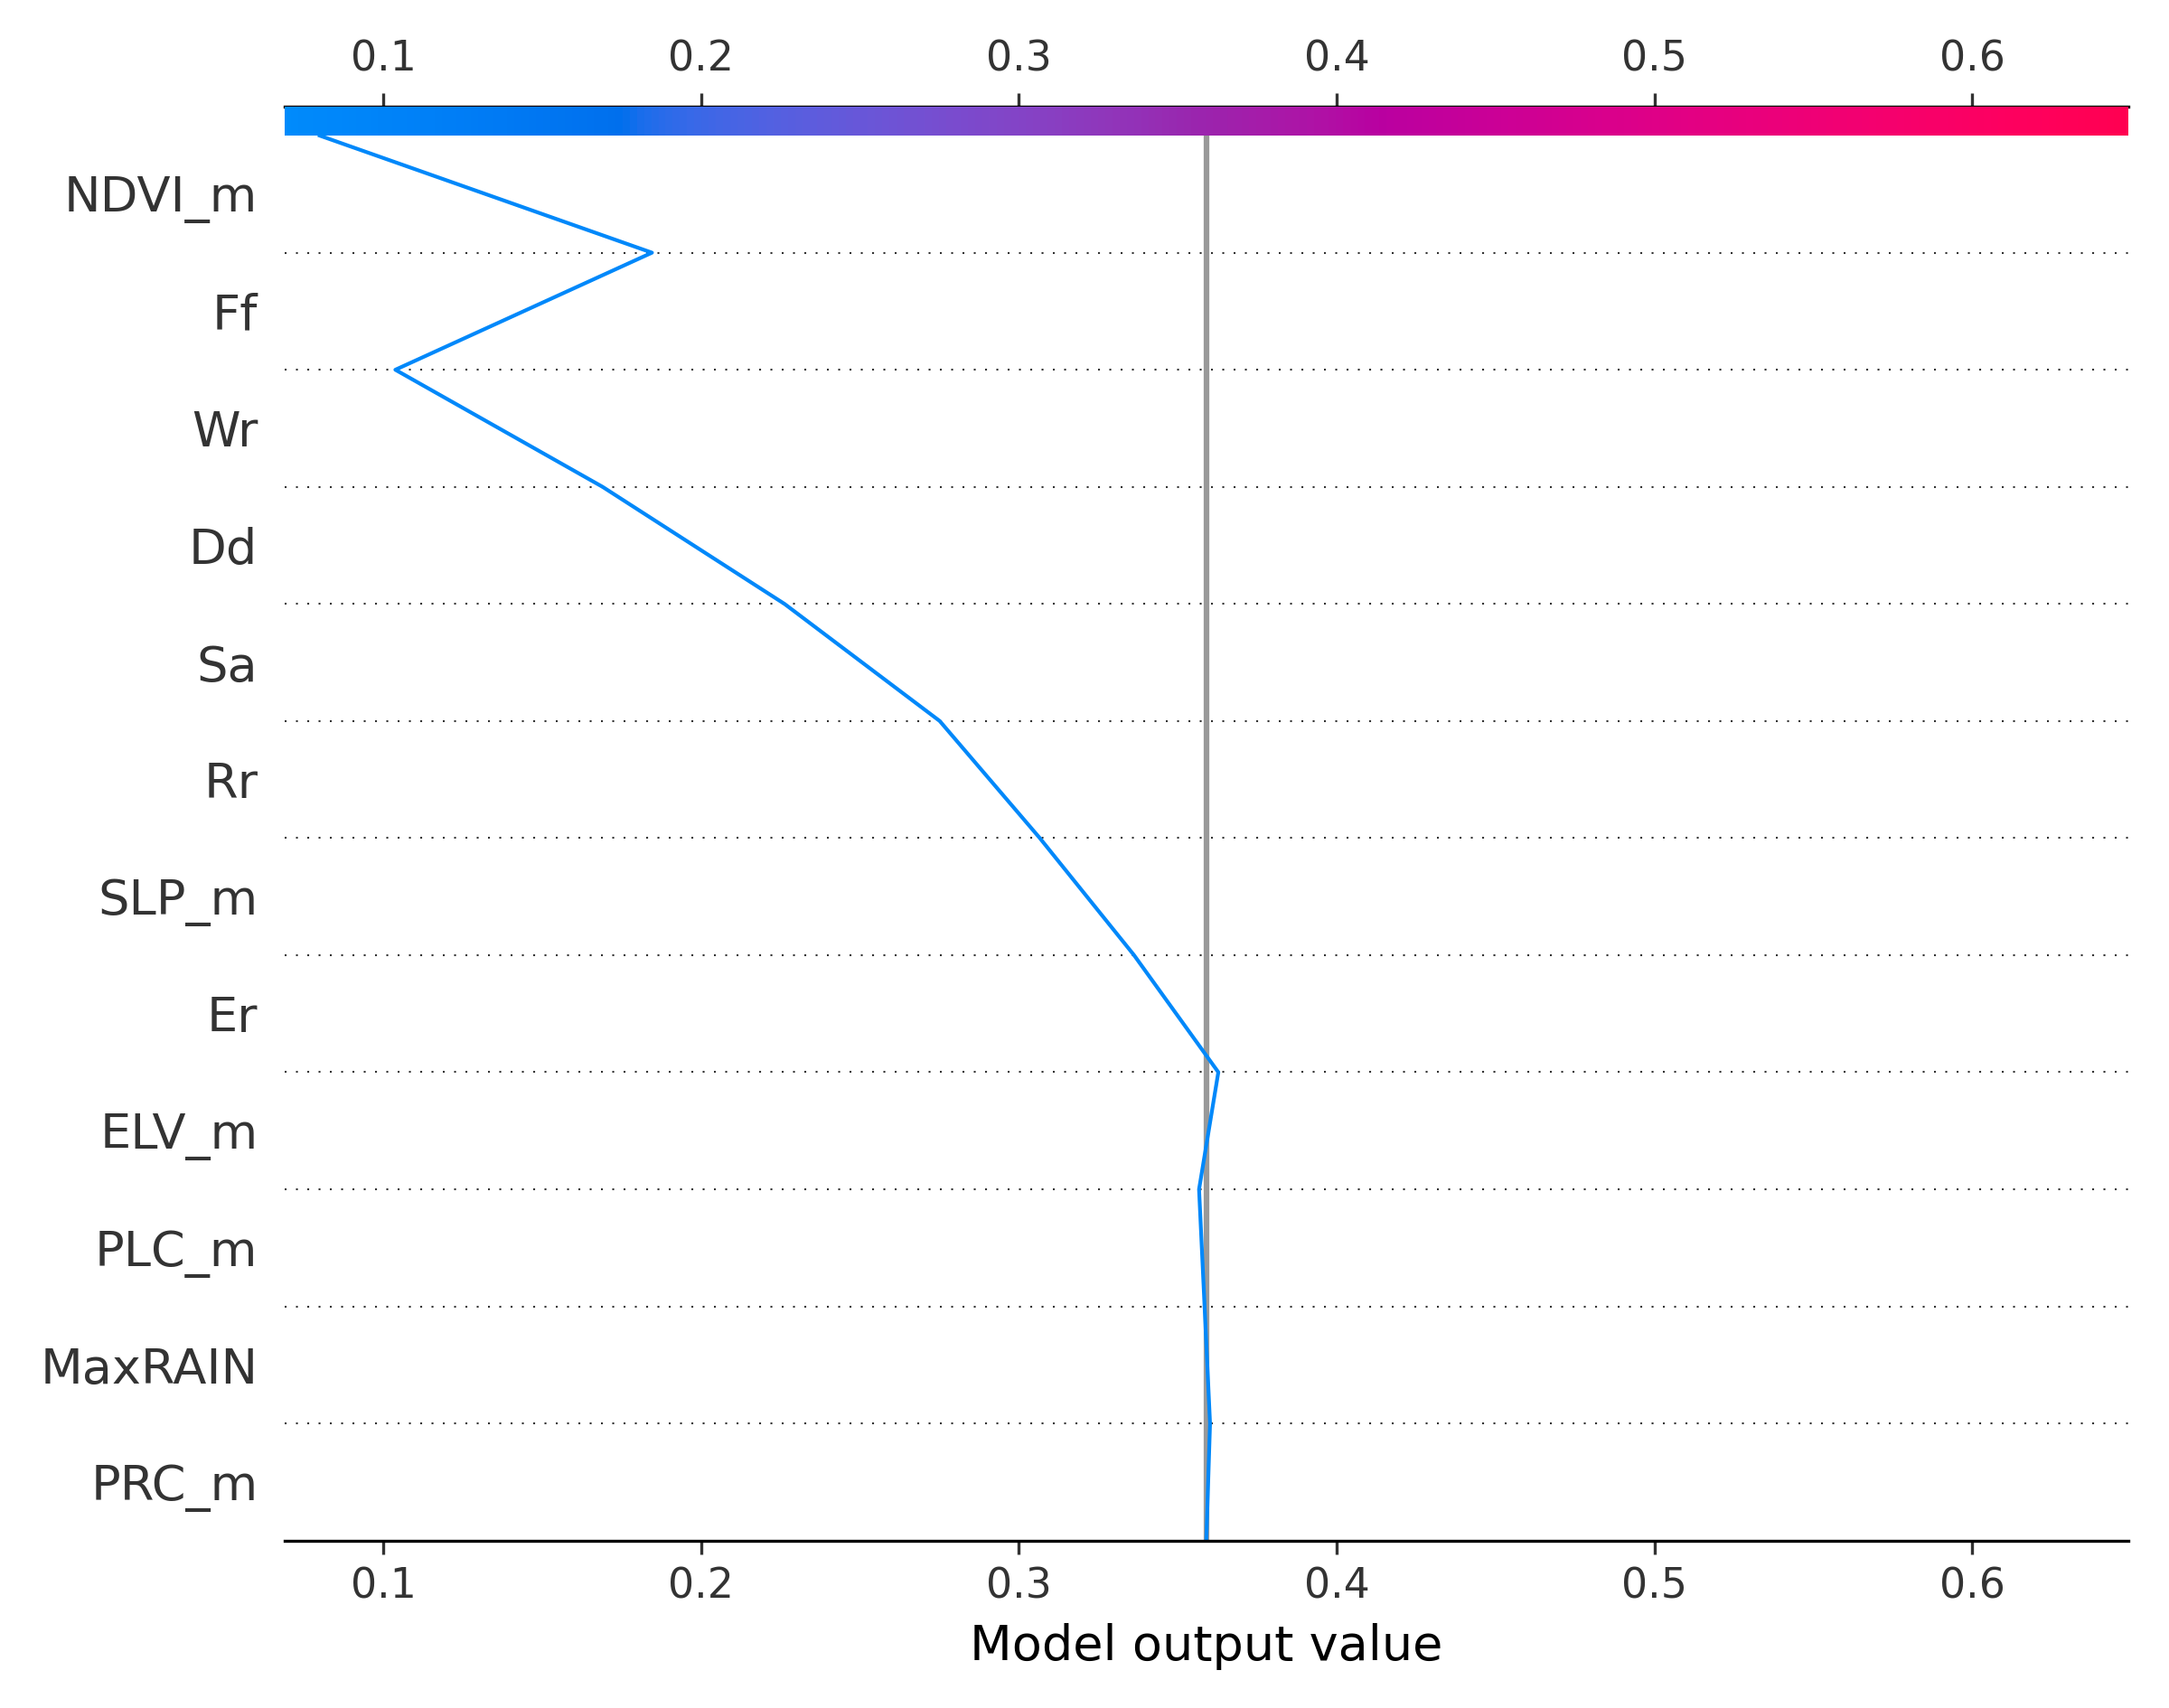 0.1 0.2 0.3 0.4 0.5 0.6
NDVI_m
Ff
Wr
Dd
Sa
Rr
SLP_m
Er
ELV_m
PLC_m
MaxRAIN
PRC_m
0.1 0.2 0.3 0.4 0.5 0.6
Model output value